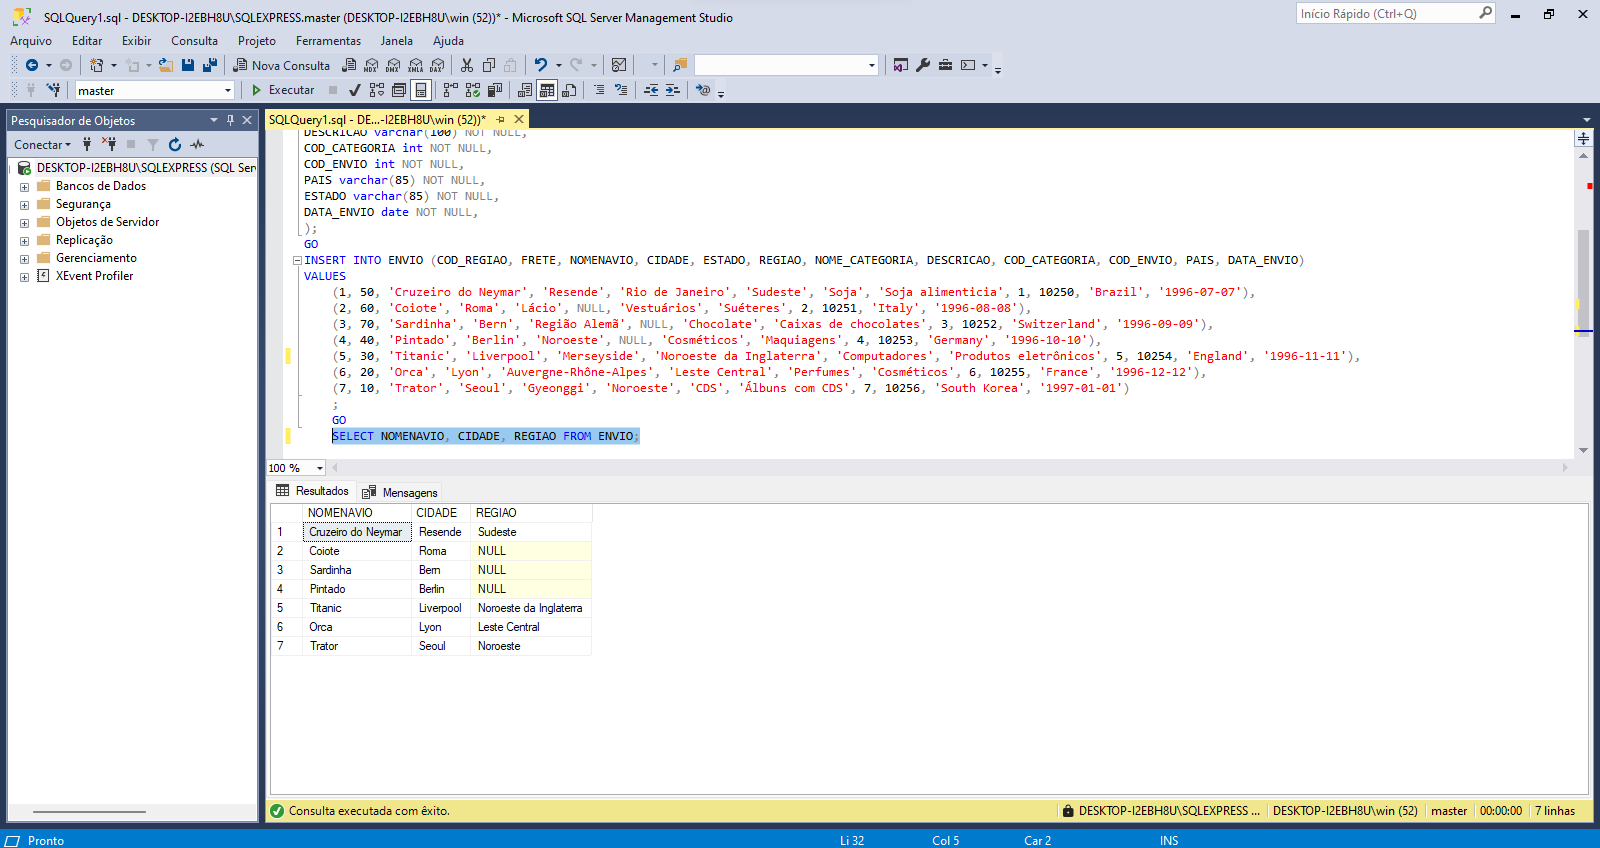 SQLQuery1.sql - DESKTOP-I2EBH8U\SQLEXPRESS.master (DESKTOP-I2EBH8U\win (52))* - Microsoft SQL Server Management Studio
Início Rápido (Ctrl+Q)
Arquivo Editar Exibir Consulta Projeto Ferramentas Janela Ajuda
Nova Consulta MDX DMX XMLA DAX
master Executar
Pesquisador de Objetos
Conectar
DESKTOP-I2EBH8U\SQLEXPRESS (SQL Ser
Bancos de Dados
Segurança
Objetos de Servidor
Replicação
Gerenciamento
XEvent Profiler
SQLQuery1.sql - DE...-I2EBH8U\win (52))*
DESCRICAO varchar(100) NOT NULL,
COD_CATEGORIA int NOT NULL,
COD_ENVIO int NOT NULL,
PAIS varchar(85) NOT NULL,
ESTADO varchar(85) NOT NULL,
DATA_ENVIO date NOT NULL,
);
GO
INSERT INTO ENVIO (COD_REGIAO, FRETE, NOMENAVIO, CIDADE, ESTADO, REGIAO, NOME_CATEGORIA, DESCRICAO, COD_CATEGORIA, COD_ENVIO, PAIS, DATA_ENVIO)
VALUES
(1, 50, 'Cruzeiro do Neymar', 'Resende', 'Rio de Janeiro', 'Sudeste', 'Soja', 'Soja alimenticia', 1, 10250, 'Brazil', '1996-07-07'),
(2, 60, 'Coiote', 'Roma', 'Lácio', NULL, 'Vestuários', 'Suéteres', 2, 10251, 'Italy', '1996-08-08'),
(3, 70, 'Sardinha', 'Bern', 'Região Alemã', NULL, 'Chocolate', 'Caixas de chocolates', 3, 10252, 'Switzerland', '1996-09-09'),
(4, 40, 'Pintado', 'Berlin', 'Noroeste', NULL, 'Cosméticos', 'Maquiagens', 4, 10253, 'Germany', '1996-10-10'),
(5, 30, 'Titanic', 'Liverpool', 'Merseyside', 'Noroeste da Inglaterra', 'Computadores', 'Produtos eletrônicos', 5, 10254, 'England', '1996-11-11'),
(6, 20, 'Orca', 'Lyon', 'Auvergne-Rhône-Alpes', 'Leste Central', 'Perfumes', 'Cosméticos', 6, 10255, 'France', '1996-12-12'),
(7, 10, 'Trator', 'Seoul', 'Gyeonggi', 'Noroeste', 'CDS', 'Álbuns com CDS', 7, 10256, 'South Korea', '1997-01-01')
;
GO
SELECT NOMENAVIO, CIDADE, REGIAO FROM ENVIO;
100 %
Resultados Mensagens
NOMENAVIO CIDADE REGIAO
1 Cruzeiro do Neymar Resende Sudeste
2 Coiote Roma NULL
3 Sardinha Bern NULL
4 Pintado Berlin NULL
5 Titanic Liverpool Noroeste da Inglaterra
6 Orca Lyon Leste Central
7 Trator Seoul Noroeste
Consulta executada com êxito. DESKTOP-I2EBH8U\SQLEXPRESS ... DESKTOP-I2EBH8U\win (52) master 00:00:00 7 linhas
Pronto Li 32 Col 5 Car 2 INS